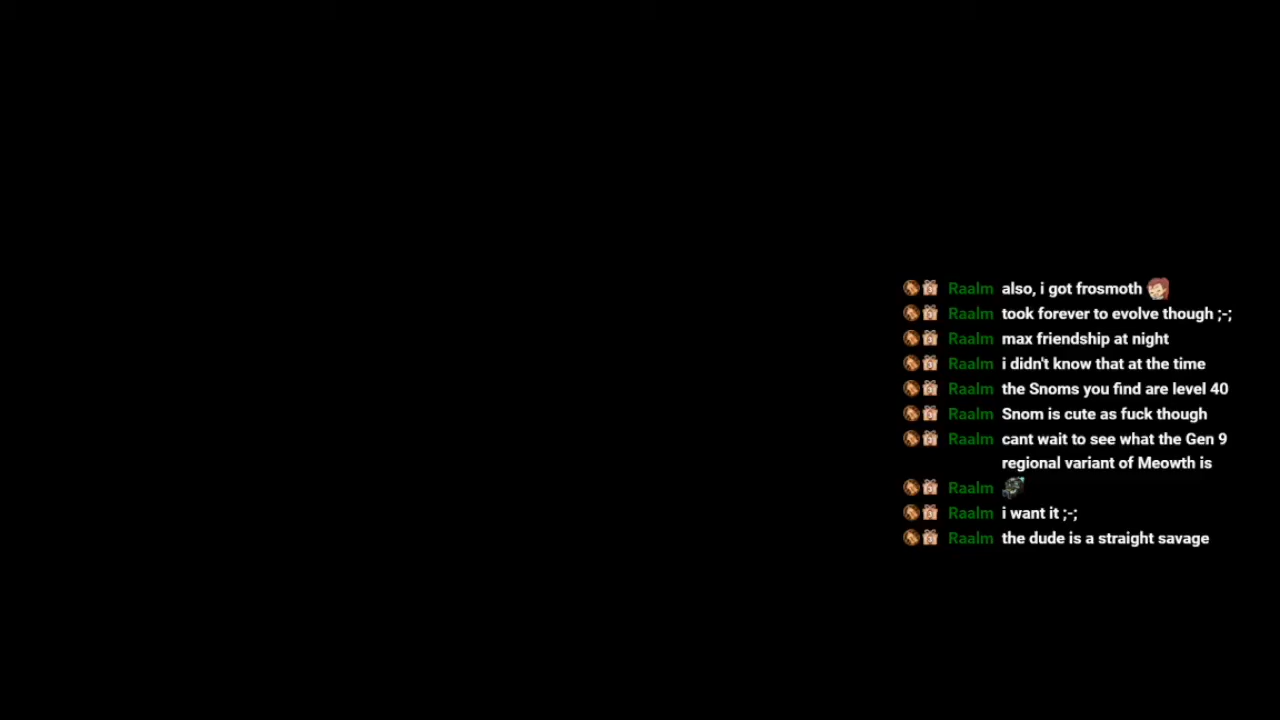 Raalm also, i got frosmoth
Raalm took forever to evolve though ;-;
Raalm max friendship at night
Raalm i didn't know that at the time
Raalm the Snoms you find are level 40
Raalm Snom is cute as fuck though
Raalm cant wait to see what the Gen 9
regional variant of Meowth is
Raalm
Raalm i want it ;-;
Raalm the dude is a straight savage